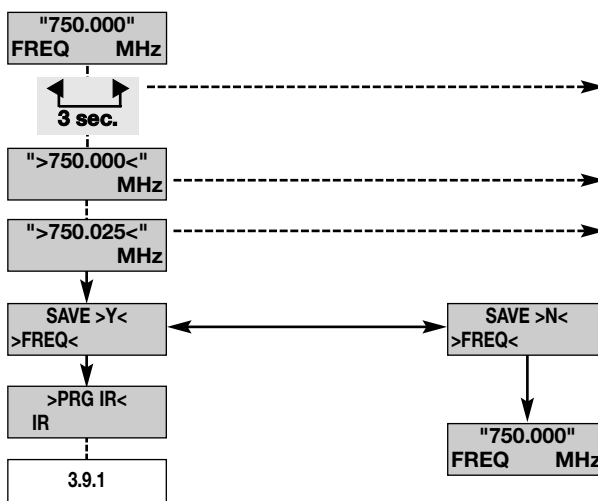 "750.000"
FREQ MHz
3 sec.
">750.000<"
MHz
">750.025<"
MHz
SAVE >Y<
>FREQ<
SAVE >N<
>FREQ<
>PRG IR<
IR
"750.000"
FREQ MHz
3.9.1